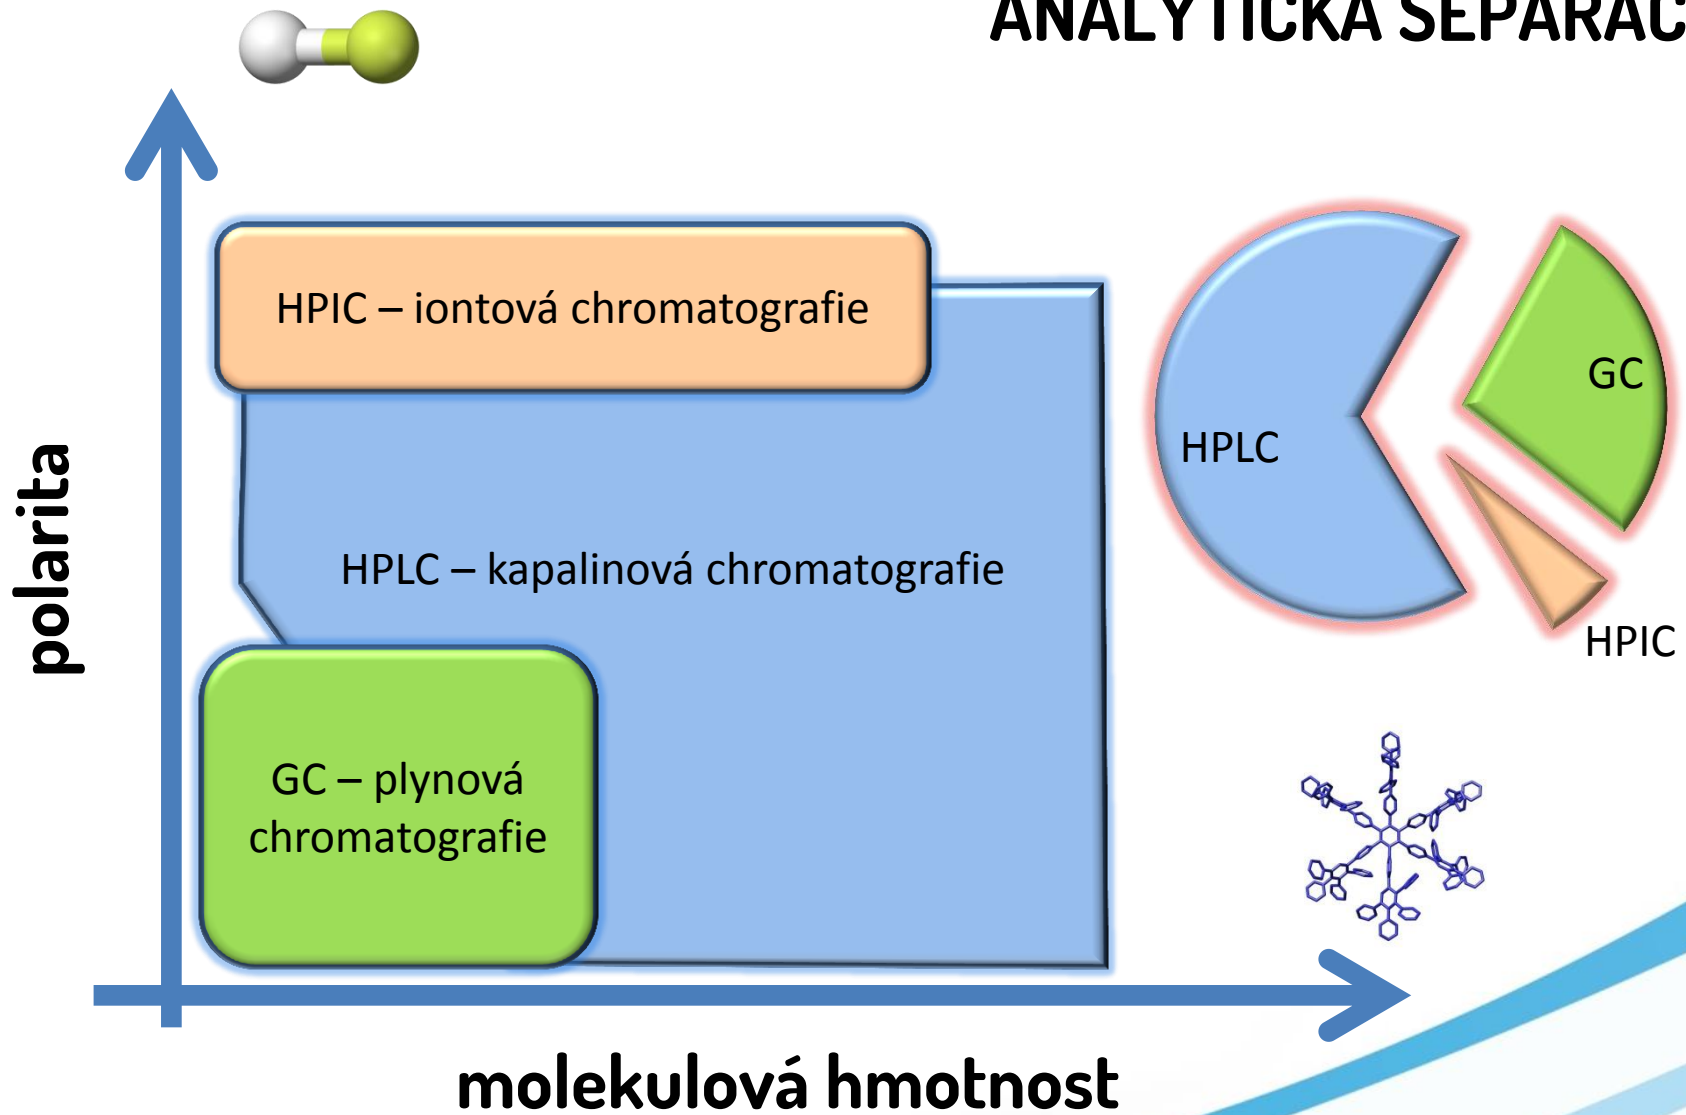 ANALYTICKÁ SEPARAC
HPIC – iontová chromatografie
GC
HPLC
polarita
HPLC – kapalinová chromatografie
HPIC
GC – plynová
chromatografie
molekulová hmotnost